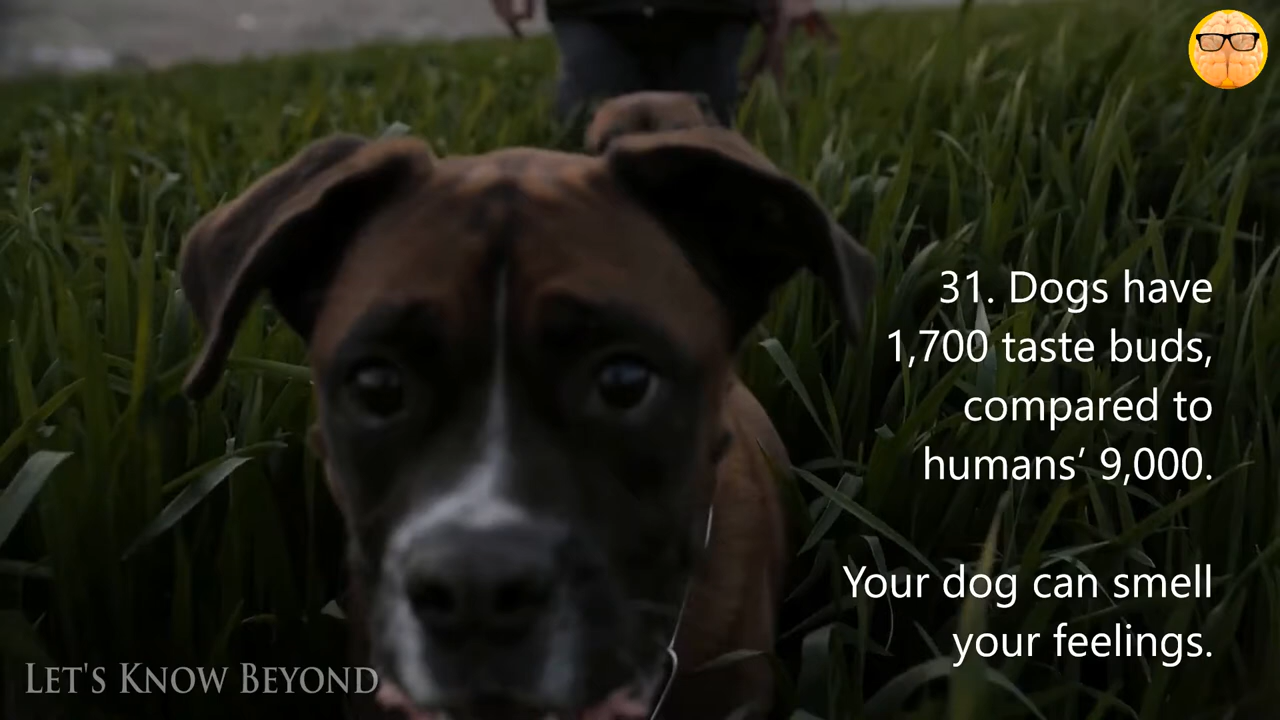 31. Dogs have
1,700 taste buds,
compared to
humans’ 9,000.
Your dog can smell
your feelings.
LET'S KNOW BEYOND